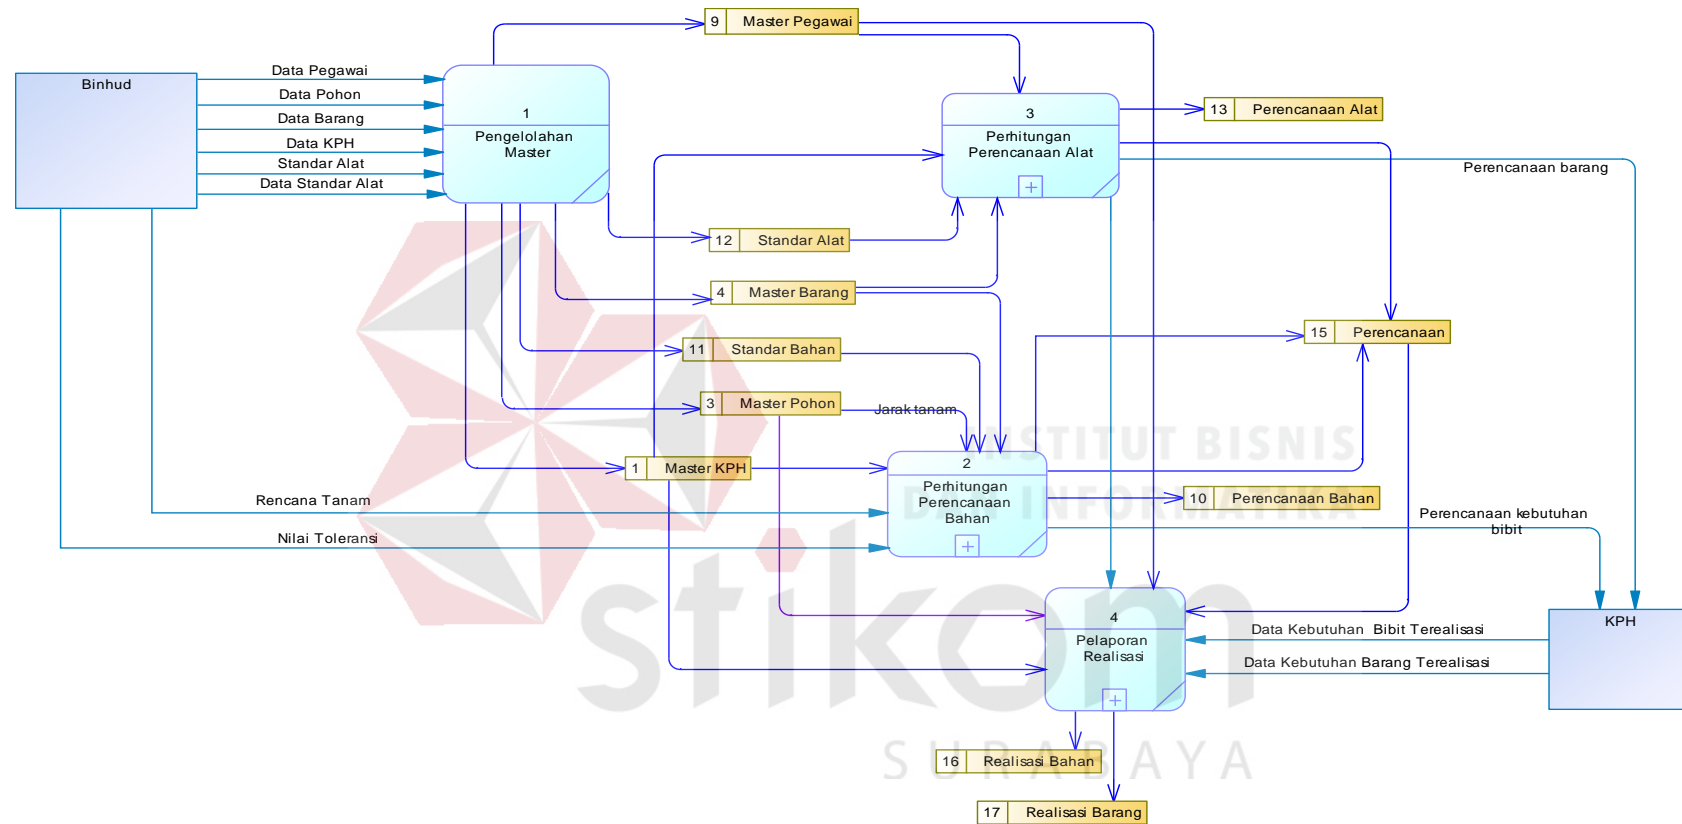 9 Master Pegawai
Binhud
Data Pegawai
Data Pohon
Data Barang
Data KPH
Standar Alat
Data Standar Alat
1
Pengelolahan
Master
3
Perhitungan
Perencanaan Alat
13 Perencanaan Alat
Perencanaan barang
12 Standar Alat
4 Master Barang
11 Standar Bahan
15 Perencanaan
3 Master Pohon
Jarak tanam
1 Master KPH
2
Perhitungan
Perencanaan
Bahan
10 Perencanaan Bahan
Rencana Tanam
Nilai Toleransi
Perencanaan kebutuhan
bibit
4
Pelaporan
Realisasi
KPH
Data Kebutuhan Bibit Terealisasi
Data Kebutuhan Barang Terealisasi
16 Realisasi Bahan
17 Realisasi Barang
INSTITUT BISNIS
DAN INFORMATIKA
stikom
SURABAYA